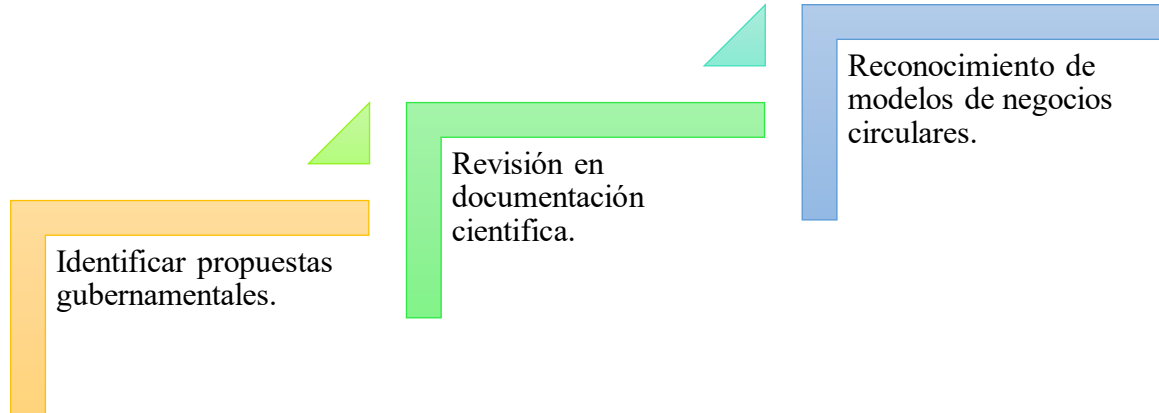 Identificar propuestas
gubernamentales.
Revisión en
documentación
cientifica.
Reconocimiento de
modelos de negocios
circulares.